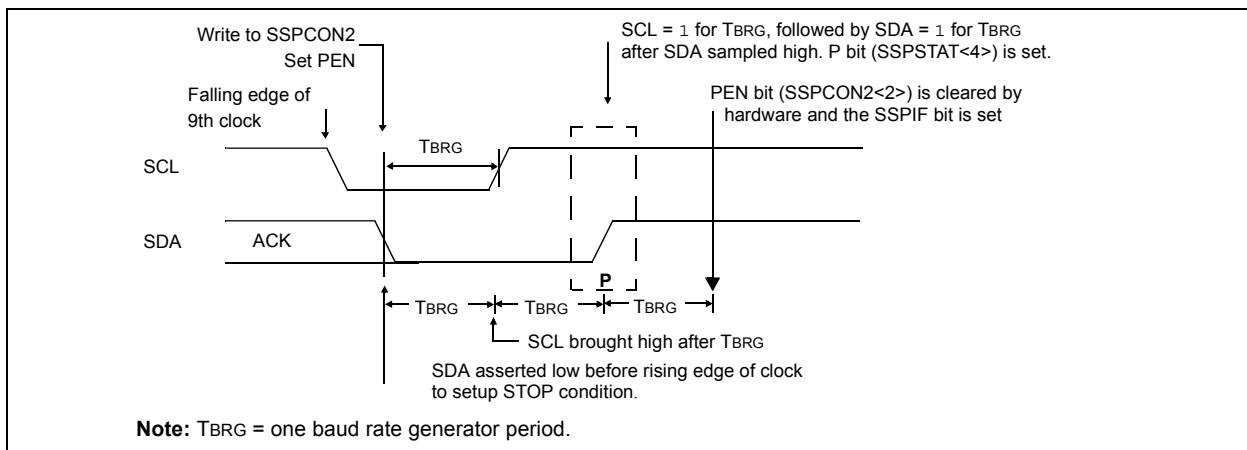 Write to SSPCON2
Set PEN
SCL = 1 for TBRG, followed by SDA = 1 for TBRG
after SDA sampled high. P bit (SSPSTAT<4>) is set.
Falling edge of
9th clock
PEN bit (SSPCON2<2>) is cleared by
hardware and the SSPIF bit is set
TBRG
SCL
SDA
ACK
P
TBRG
TBRG
TBRG
SCL brought high after TBRG
SDA asserted low before rising edge of clock
to setup STOP condition.
Note: TBRG = one baud rate generator period.